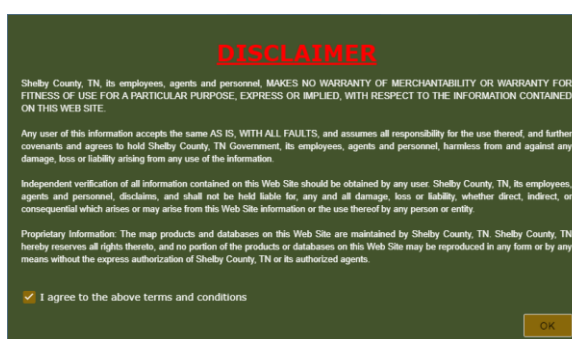 DISCLAIMER
Shelby County, TN, its employees, agents and personnel, MAKES NO WARRANTY OF MERCHANTABILITY OR WARRANTY FOR
FITNESS OF USE FOR A PARTICULAR PURPOSE, EXPRESS OR IMPLIED, WITH RESPECT TO THE INFORMATION CONTAINED
ON THIS WEB SITE.
Any user of this information accepts the same AS IS, WITH ALL FAULTS, and assumes all responsibility for the use thereof, and further
covenants and agrees to hold Shelby County, TN Government, its employees, agents and personnel, harmless from and against any
damage, loss or liability arising from any use of the information.
Independent verification of all information contained on this Web Site should be obtained by any user. Shelby County, TN, its employees,
agents and personnel, disclaims, and shall not be held liable for, any and all damage, loss or liability, whether direct, indirect, or
consequential which arises or may arise from this Web Site information or the use thereof by any person or entity.
Proprietary Information: The map products and databases on this Web Site are maintained by Shelby County, TN. Shelby County, TN
hereby reserves all rights thereto, and no portion of the products or databases on this Web Site may be reproduced in any form or by any
means without the express authorization of Shelby County, TN or its authorized agents.
I agree to the above terms and conditions
OK